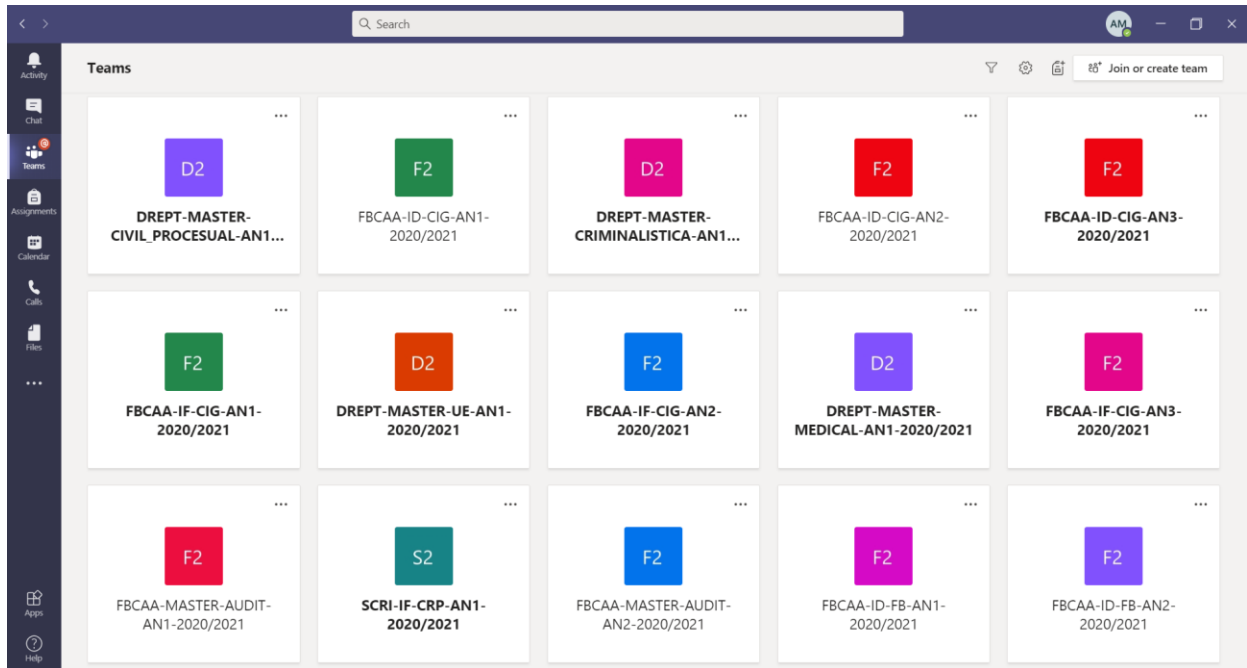 Search
AM
Activity
Chat
Teams
Assignments
Calendar
Calls
Files
Apps
Help
Teams
Join or create team
D2
DREPT-MASTER-
CIVIL_PROCESUAL-AN1...
F2
FBCAA-ID-CIG-AN1-
2020/2021
D2
DREPT-MASTER-
CRIMINALISTICA-AN1...
F2
FBCAA-ID-CIG-AN2-
2020/2021
F2
FBCAA-ID-CIG-AN3-
2020/2021
F2
FBCAA-IF-CIG-AN1-
2020/2021
D2
DREPT-MASTER-UE-AN1-
2020/2021
F2
FBCAA-IF-CIG-AN2-
2020/2021
D2
DREPT-MASTER-
MEDICAL-AN1-2020/2021
F2
FBCAA-IF-CIG-AN3-
2020/2021
F2
FBCAA-MASTER-AUDIT-
AN1-2020/2021
S2
SCRI-IF-CRP-AN1-
2020/2021
F2
FBCAA-MASTER-AUDIT-
AN2-2020/2021
F2
FBCAA-ID-FB-AN1-
2020/2021
F2
FBCAA-ID-FB-AN2-
2020/2021